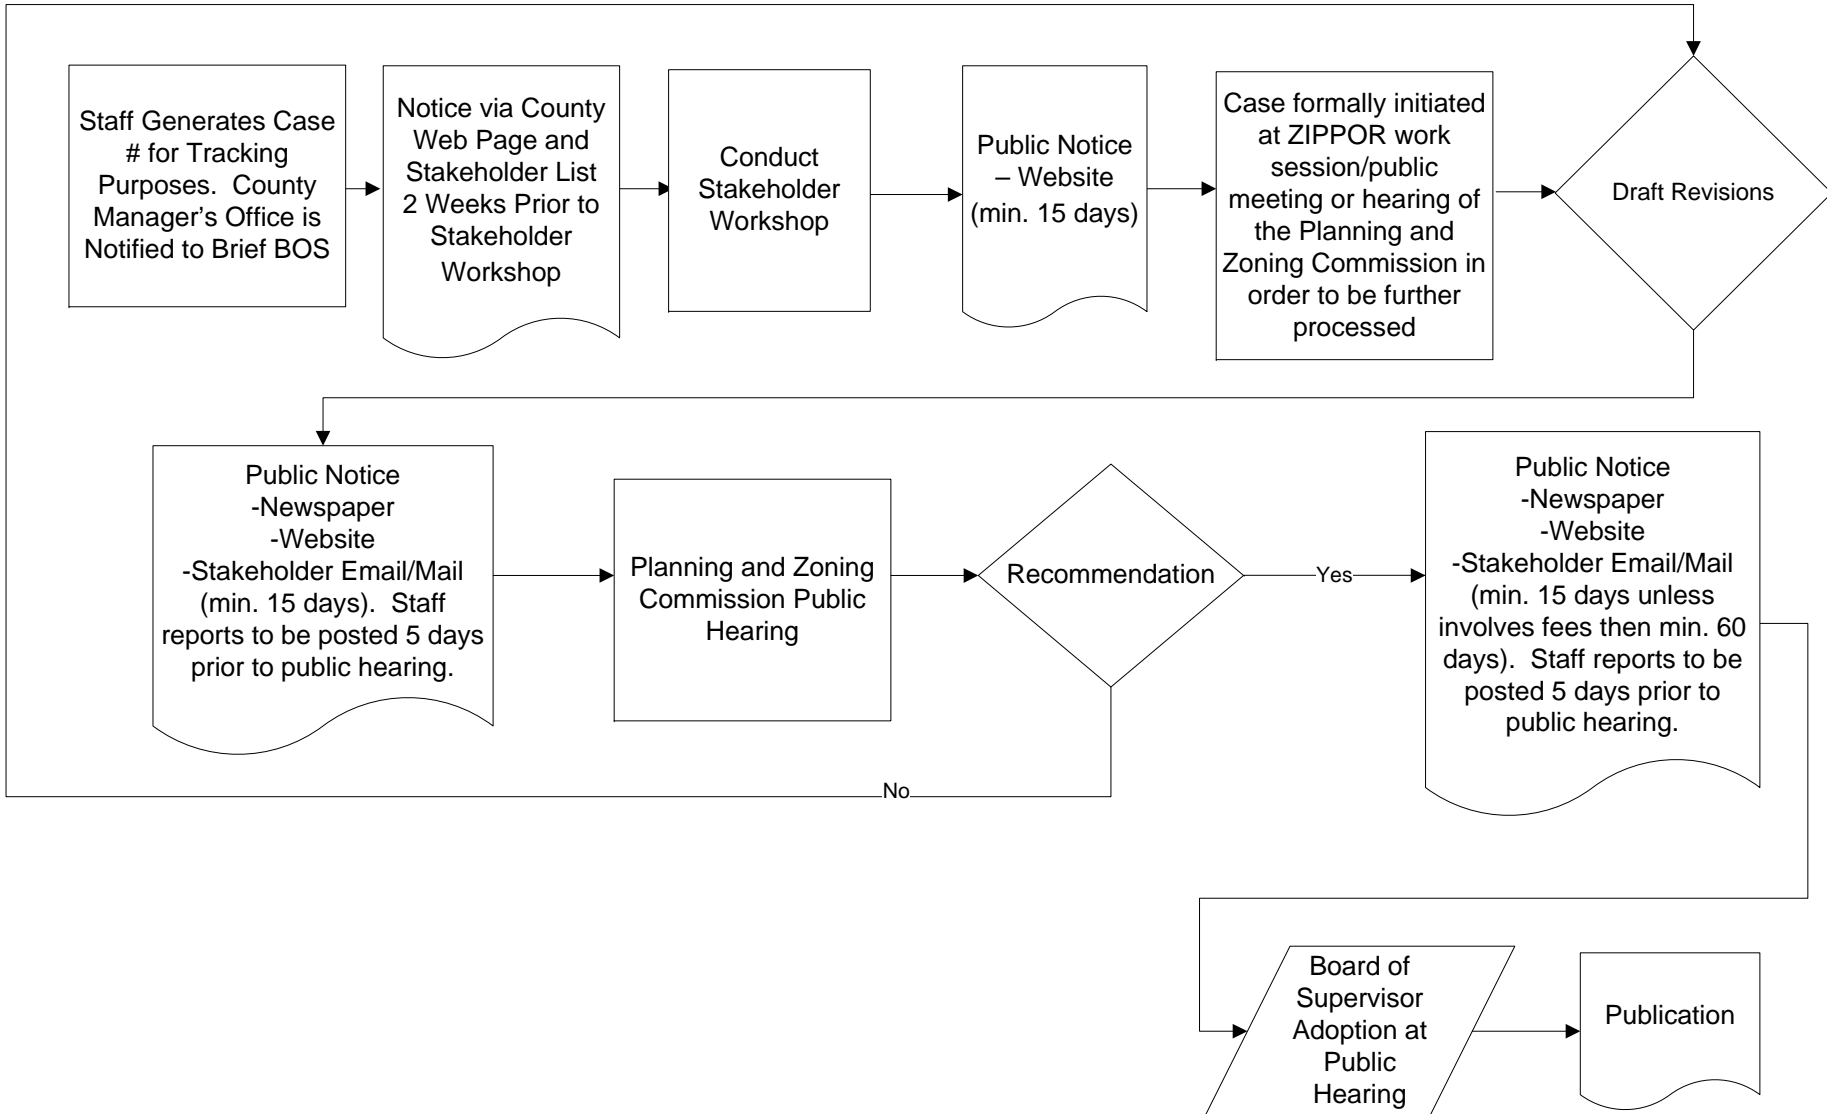 Staff Generates Case
# for Tracking
Purposes.  County
Manager’s Office is
Notified to Brief BOS
Notice via County
Web Page and
Stakeholder List
2 Weeks Prior to
Stakeholder
Workshop
Conduct
Stakeholder
Workshop
Public Notice
– Website
(min. 15 days)
Case formally initiated
at ZIPPOR work
session/public
meeting or hearing of
the Planning and
Zoning Commission in
order to be further
processed
Draft Revisions
Public Notice
-Newspaper
-Website
-Stakeholder Email/Mail
(min. 15 days).  Staff
reports to be posted 5 days
prior to public hearing.
Planning and Zoning
Commission Public
Hearing
Recommendation
Yes
No
Public Notice
-Newspaper
-Website
-Stakeholder Email/Mail
(min. 15 days unless
involves fees then min. 60
days).  Staff reports to be
posted 5 days prior to
public hearing.
Board of
Supervisor
Adoption at
Public
Hearing
Publication